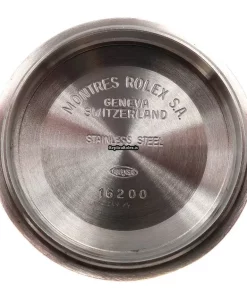 MONTRES ROLEX S.A.
GENEVA
SWITZERLAND
STAINLESS STEEL
16200